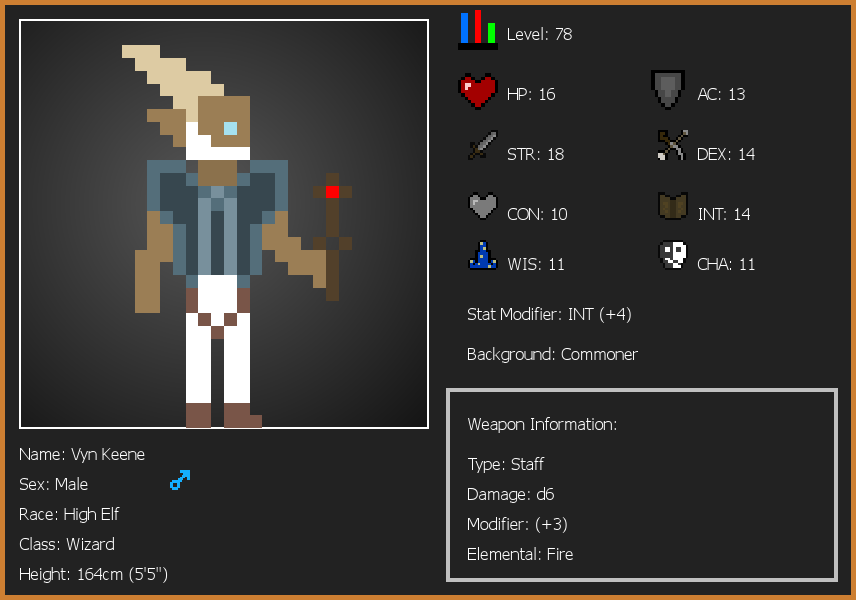 Level: 78
HP: 16
AC: 13
STR: 18
DEX: 14
CON: 10
INT: 14
WIS: 11
CHA: 11
Stat Modifier: INT (+4)
Background: Commoner
Weapon Information:
Type: Staff
Damage: d6
Modifier: (+3)
Elemental: Fire
Name: Vyn Keene
Sex: Male
Race: High Elf
Class: Wizard
Height: 164cm (5'5")